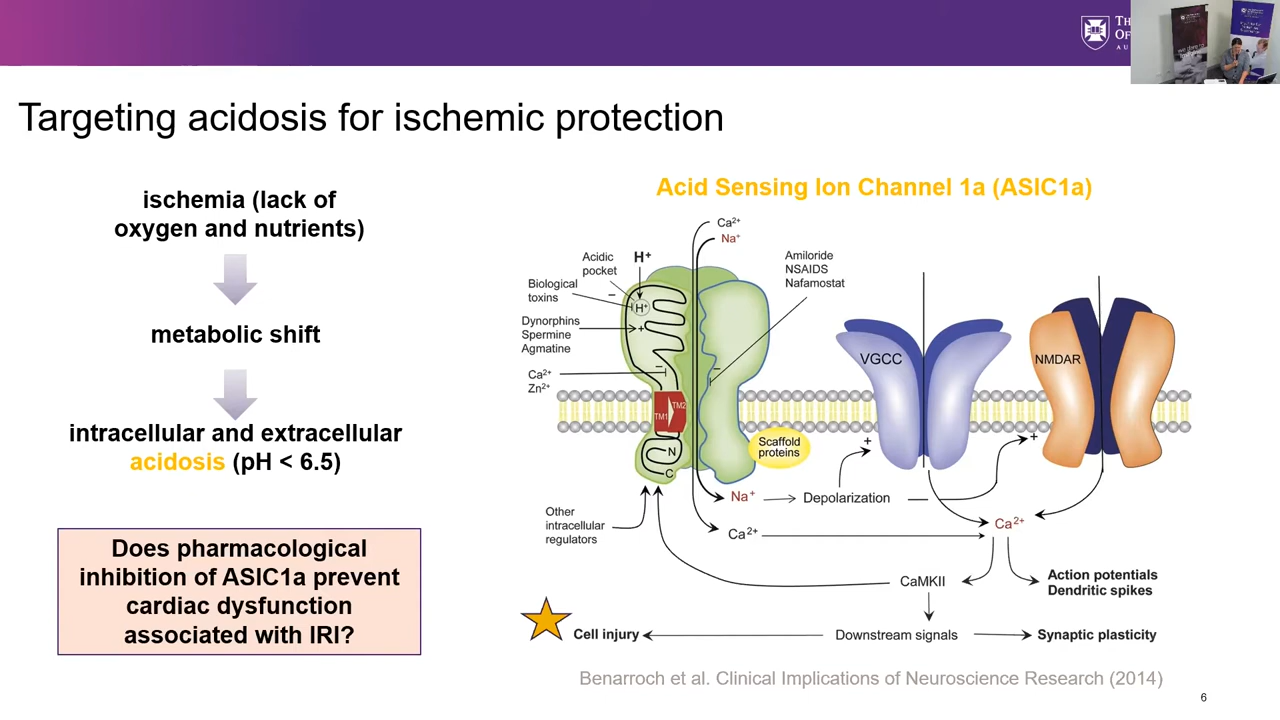 Targeting acidosis for ischemic protection
ischemia (lack of
oxygen and nutrients)
metabolic shift
intracellular and extracellular
acidosis (pH < 6.5)
Does pharmacological
inhibition of ASIC1a prevent
cardiac dysfunction
associated with IRI?
Acid Sensing Ion Channel 1a (ASIC1a)
Ca²⁺
Na⁺
Acidic
pocket
H⁺
Biological
toxins
−
H⁺
Dynorphins
Spermine
Agmatine
+
Ca²⁺
Zn²⁺
−
Amiloride
NSAIDS
Nafamostat
−
TM1
TM2
N
C
Scaffold
proteins
VGCC
NMDAR
+
+
Na⁺
Depolarization
Other
intracellular
regulators
Ca²⁺
Ca²⁺
CaMKII
Action potentials
Dendritic spikes
Cell injury
Downstream signals
Synaptic plasticity
Benarroch et al. Clinical Implications of Neuroscience Research (2014)
6